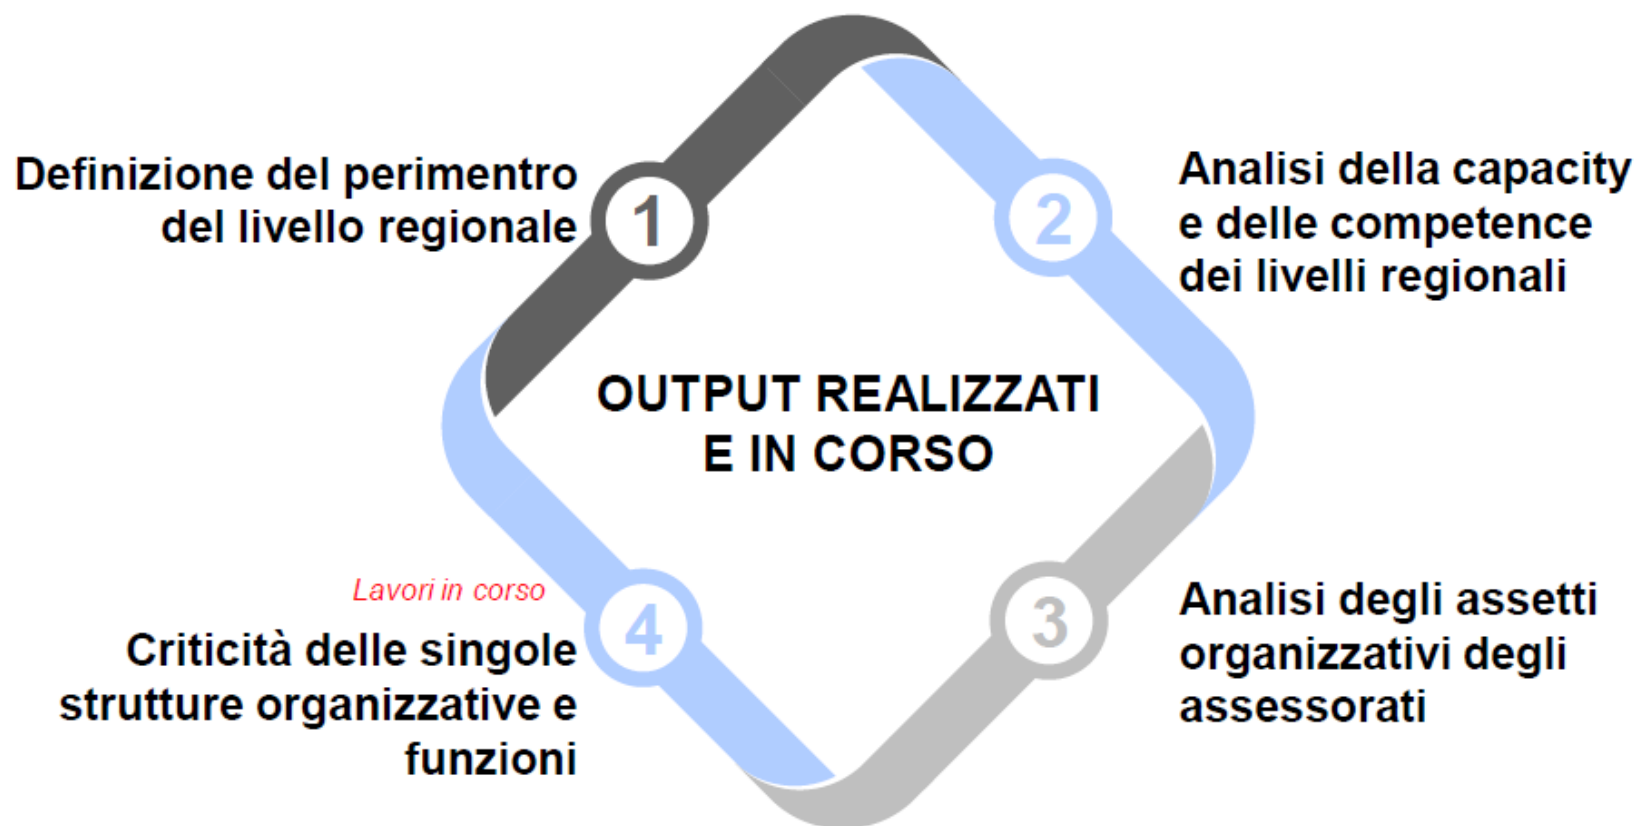 Definizione del perimentro
del livello regionale
1
2
Analisi della capacity
e delle competence
dei livelli regionali
OUTPUT REALIZZATI
E IN CORSO
Lavori in corso
Criticità delle singole
strutture organizzative e
funzioni
4
3
Analisi degli assetti
organizzativi degli
assessorati